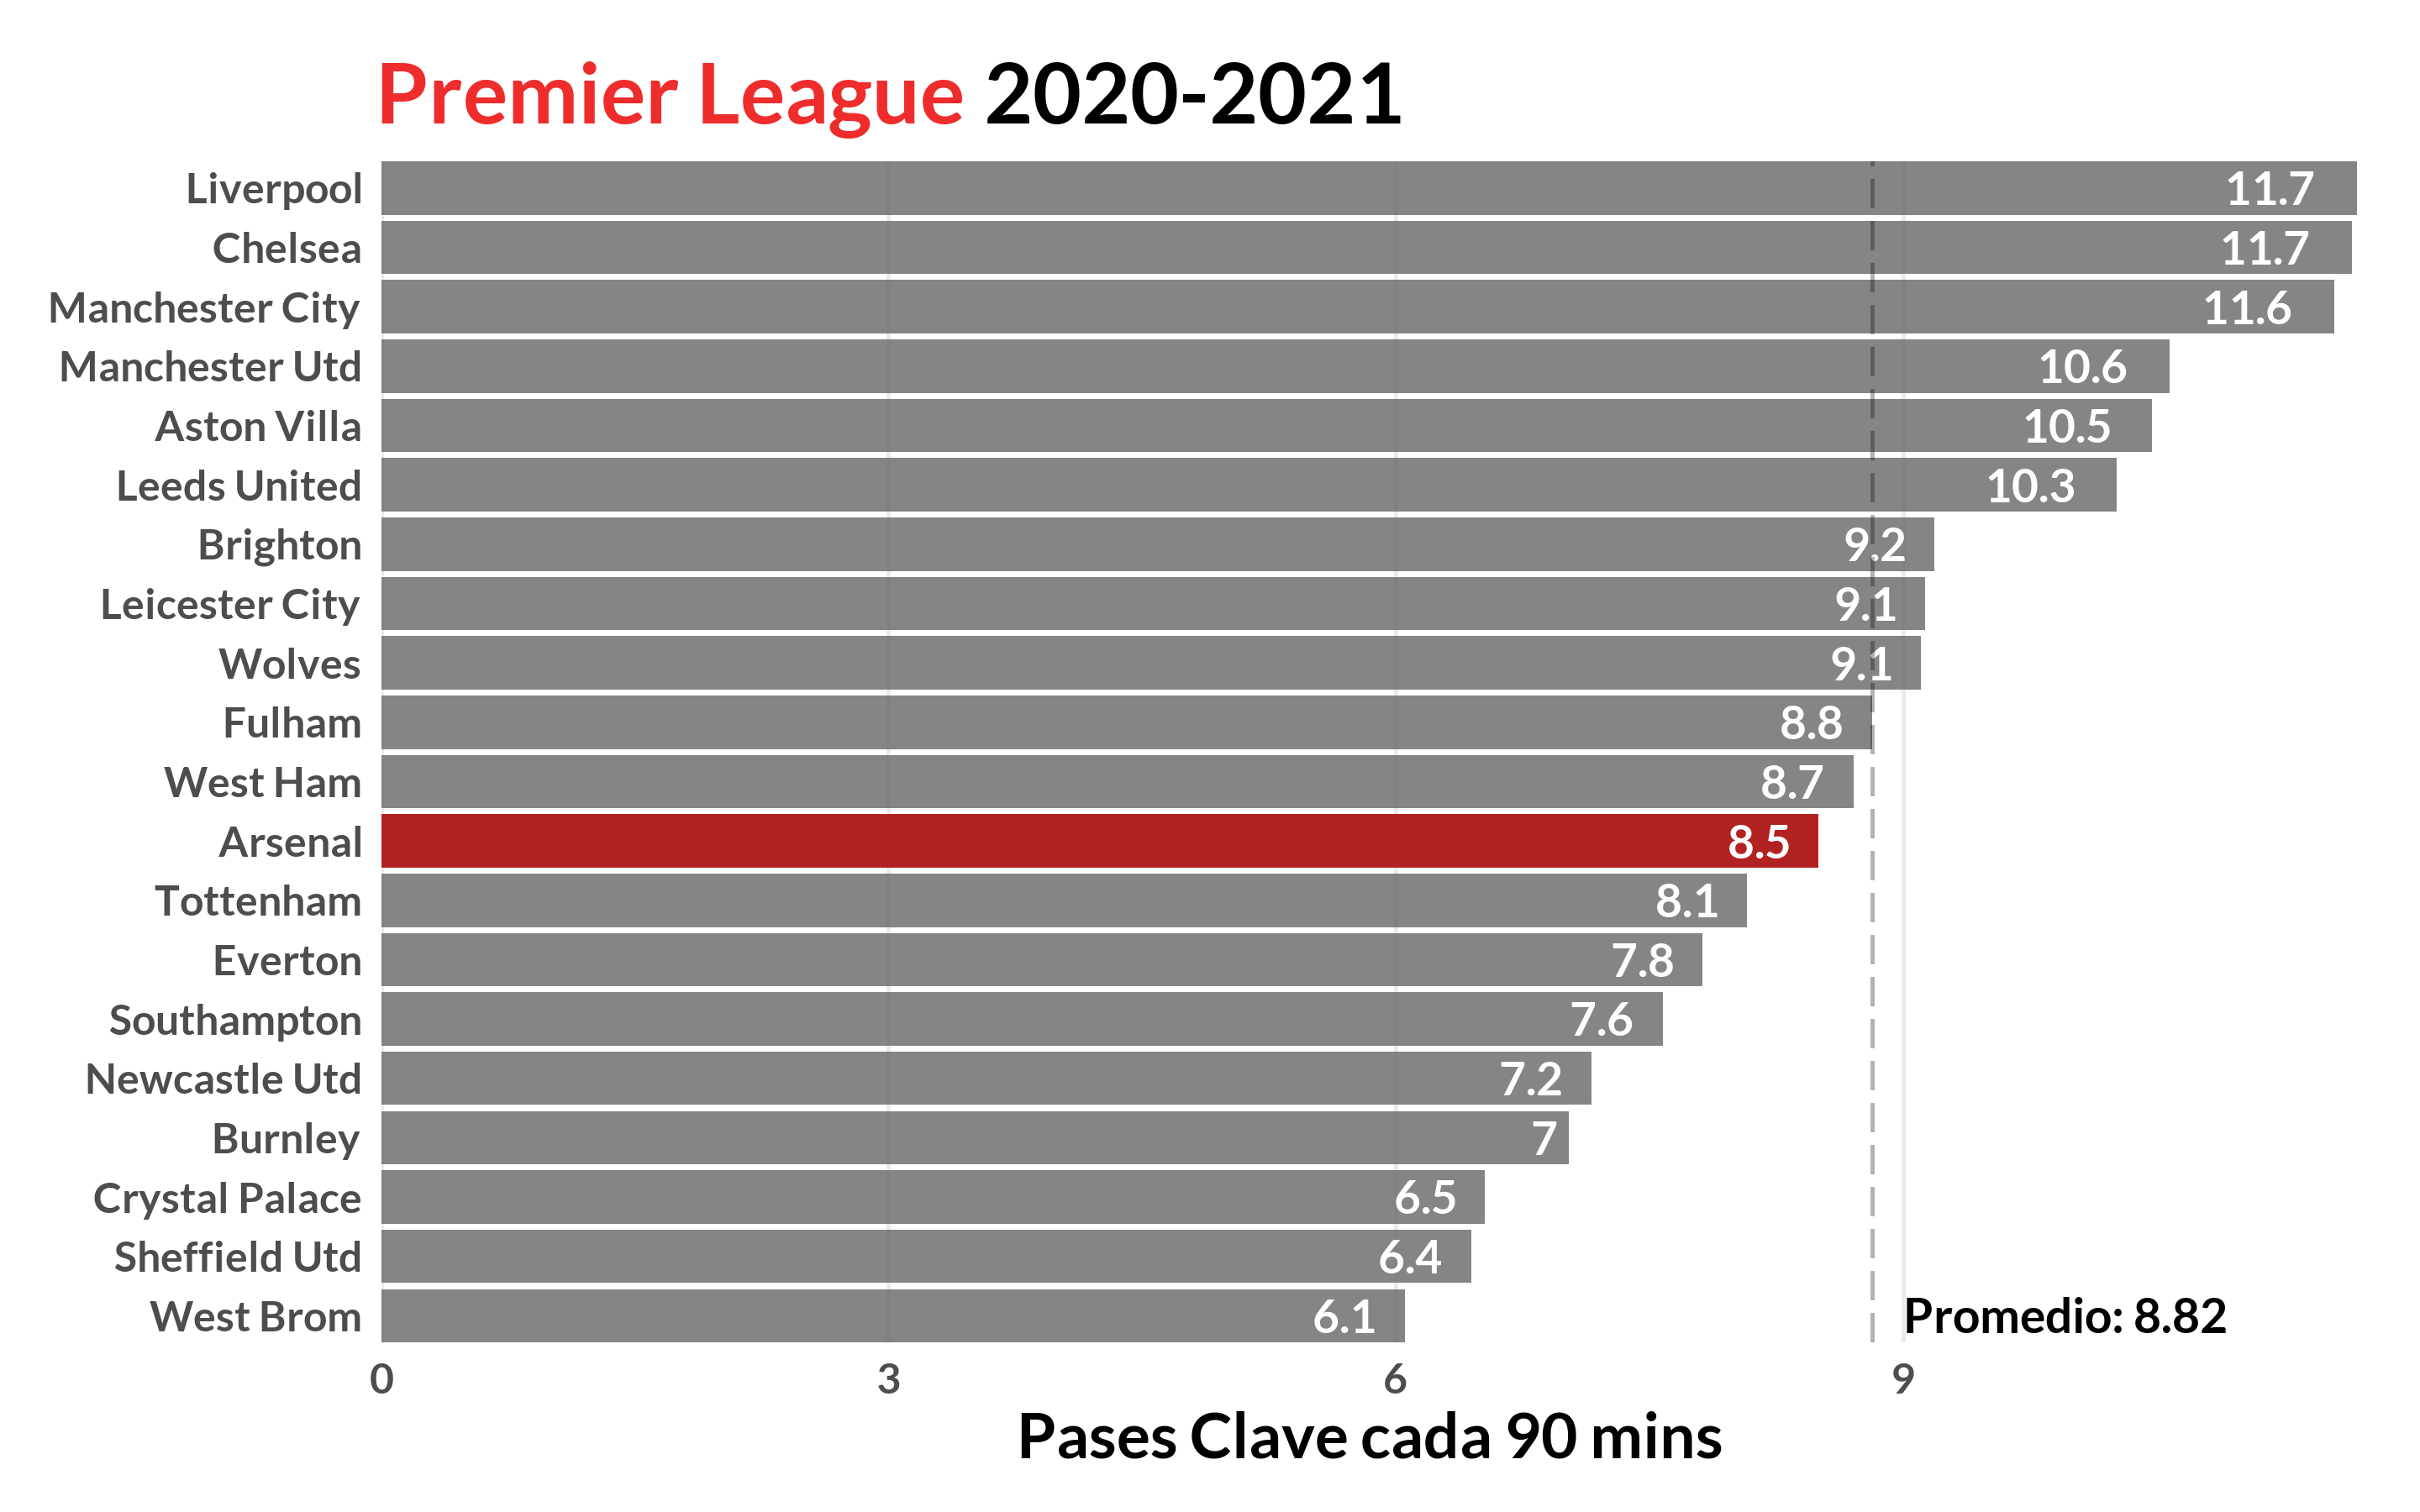 Premier League 2020-2021
Liverpool 11.7
Chelsea 11.7
Manchester City 11.6
Manchester Utd 10.6
Aston Villa 10.5
Leeds United 10.3
Brighton 9.2
Leicester City 9.1
Wolves 9.1
Fulham 8.8
West Ham 8.7
Arsenal 8.5
Tottenham 8.1
Everton 7.8
Southampton 7.6
Newcastle Utd 7.2
Burnley 7
Crystal Palace 6.5
Sheffield Utd 6.4
West Brom 6.1 Promedio: 8.82
0 3 6 9
Pases Clave cada 90 mins